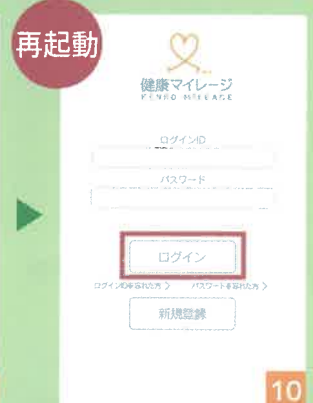 再起動
健康マイレージ
KENKO MILEAGE
ログインID
パスワード
ログイン
ログインIDを忘れた方 >
パスワードを忘れた方 >
新規登録
10